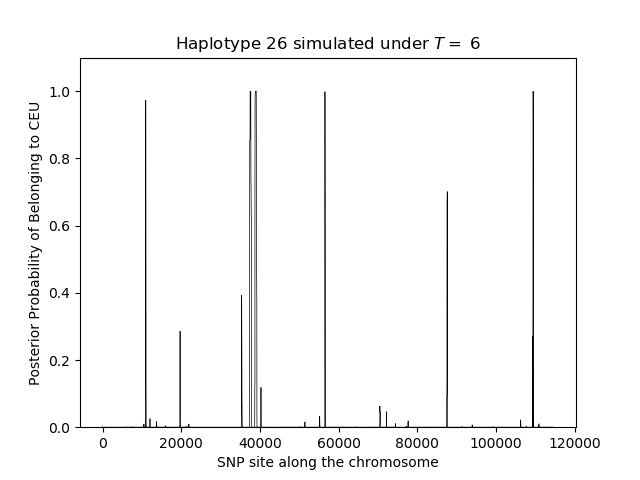 Haplotype 26 simulated under T = 6
Posterior Probability of Belonging to CEU
1.0
0.8
0.6
0.4
0.2
0.0
0 20000 40000 60000 80000 100000 120000
SNP site along the chromosome